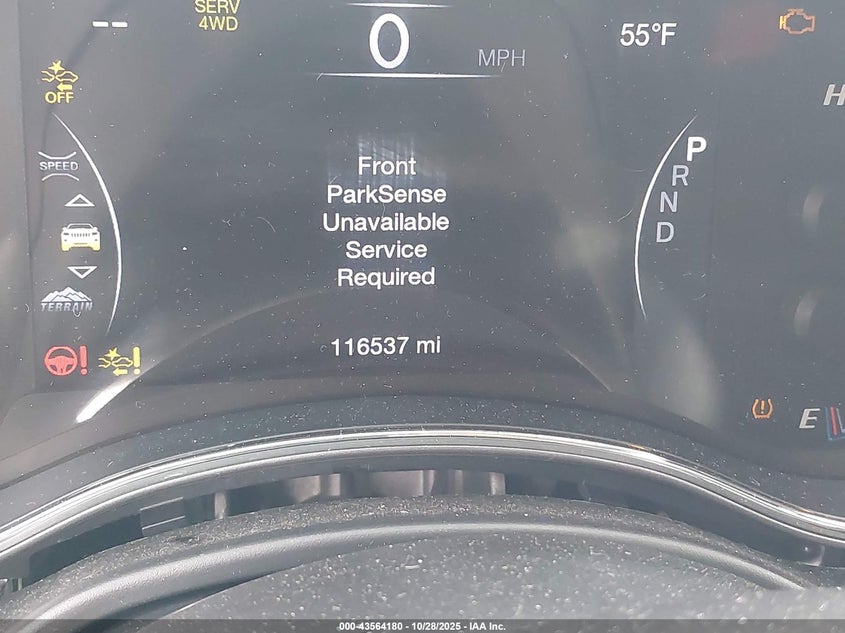 SERV
4WD
0
MPH
55°F
OFF
H
SPEED
Front
ParkSense
Unavailable
Service
Required
P
R
N
D
TERRAIN
116537 mi
E
000-43564180 - 10/28/2025 - IAA Inc.